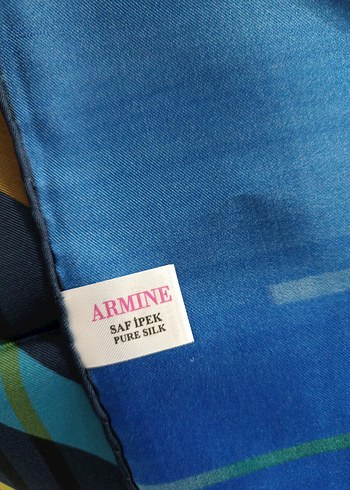 ARMINE
SAF İPEK
PURE SILK